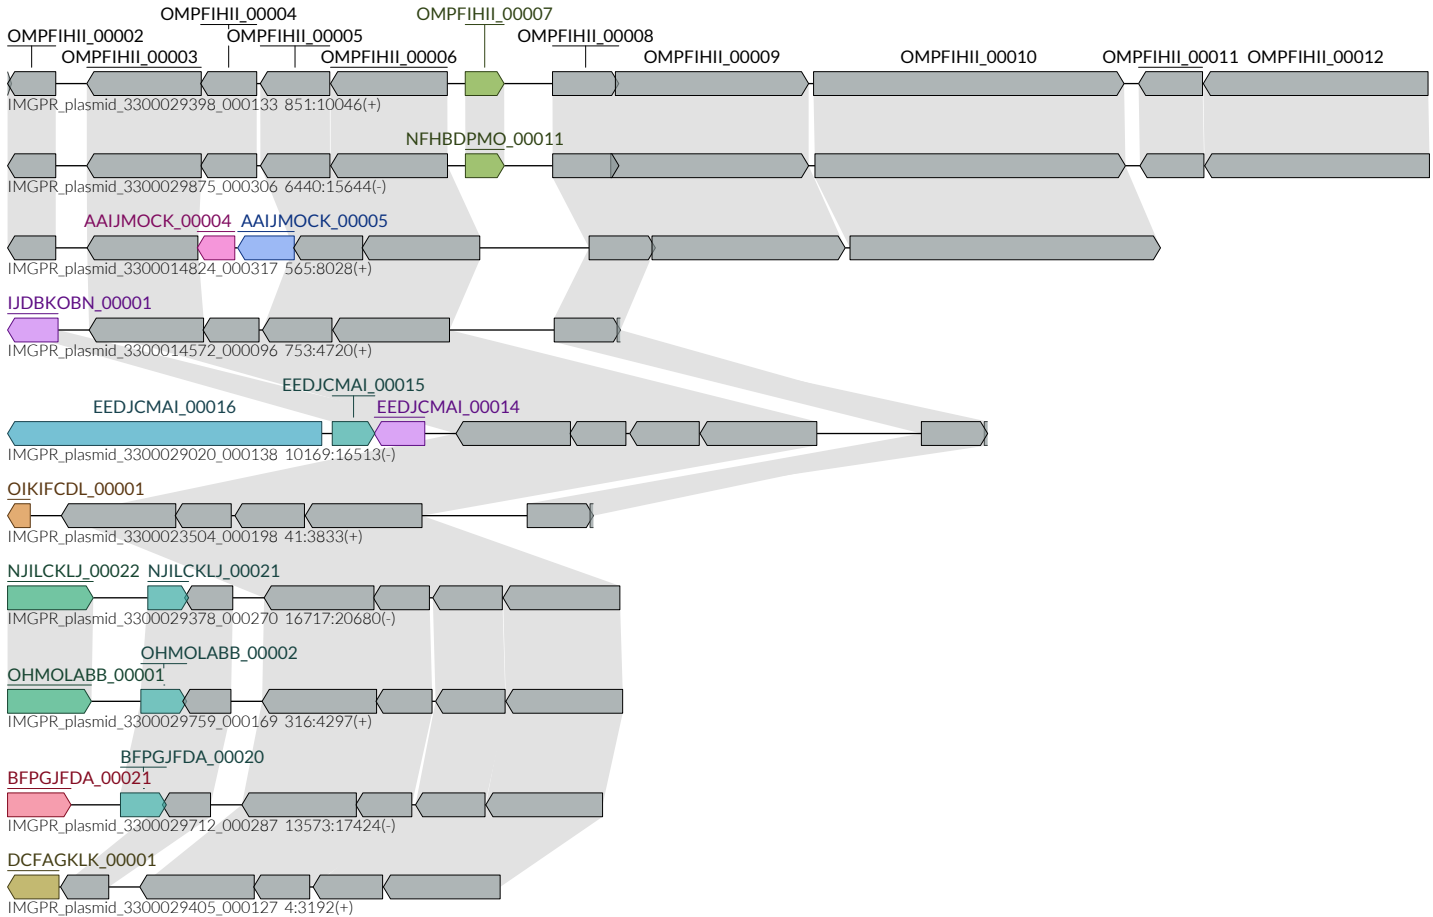 OMPFIHII_00004 OMPFIHII_00007
OMPFIHII_00002 OMPFIHII_00005 OMPFIHII_00008
OMPFIHII_00003 OMPFIHII_00006 OMPFIHII_00009 OMPFIHII_00010 OMPFIHII_00011 OMPFIHII_00012
IMGPR_plasmid_3300029398_000133 851:10046(+)
NFHBDPMO_00011
IMGPR_plasmid_3300029875_000306 6440:15644(-)
AAIJMOCK_00004 AAIJMOCK_00005
IMGPR_plasmid_3300014824_000317 565:8028(+)
IJDBKOBN_00001
IMGPR_plasmid_3300014572_000096 753:4720(+)
EEDJCMAI_00015
EEDJCMAI_00016 EEDJCMAI_00014
IMGPR_plasmid_3300029020_000138 10169:16513(-)
OIKIFCDL_00001
IMGPR_plasmid_3300023504_000198 41:3833(+)
NJILCKLJ_00022 NJILCKLJ_00021
IMGPR_plasmid_3300029378_000270 16717:20680(-)
OHMOLABB_00002
OHMOLABB_00001
IMGPR_plasmid_3300029759_000169 316:4297(+)
BFPGJFDA_00020
BFPGJFDA_00021
IMGPR_plasmid_3300029712_000287 13573:17424(-)
DCFAGKLK_00001
IMGPR_plasmid_3300029405_000127 4:3192(+)